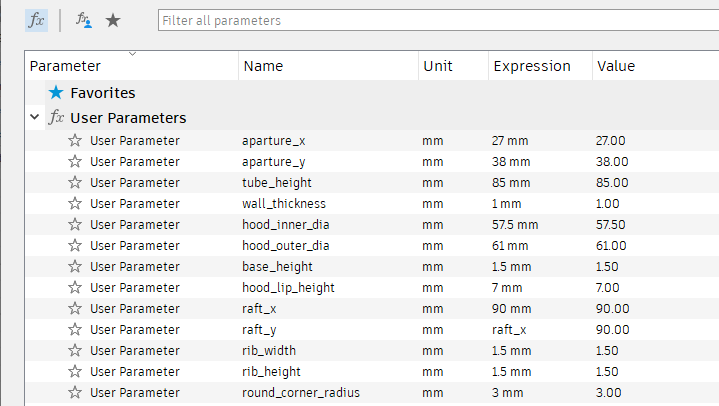 fx fx Filter all parameters
Parameter Name Unit Expression Value
Favorites
fx User Parameters
User Parameter aparture_x mm 27 mm 27.00
User Parameter aparture_y mm 38 mm 38.00
User Parameter tube_height mm 85 mm 85.00
User Parameter wall_thickness mm 1 mm 1.00
User Parameter hood_inner_dia mm 57.5 mm 57.50
User Parameter hood_outer_dia mm 61 mm 61.00
User Parameter base_height mm 1.5 mm 1.50
User Parameter hood_lip_height mm 7 mm 7.00
User Parameter raft_x mm 90 mm 90.00
User Parameter raft_y mm raft_x 90.00
User Parameter rib_width mm 1.5 mm 1.50
User Parameter rib_height mm 1.5 mm 1.50
User Parameter round_corner_radius mm 3 mm 3.00